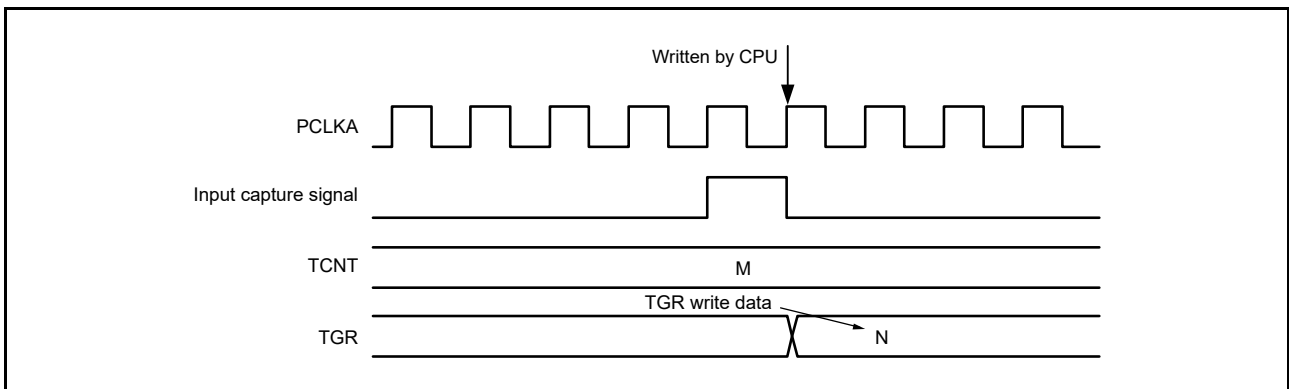 Written by CPU
PCLKA
Input capture signal
TCNT
M
TGR write data
TGR
N